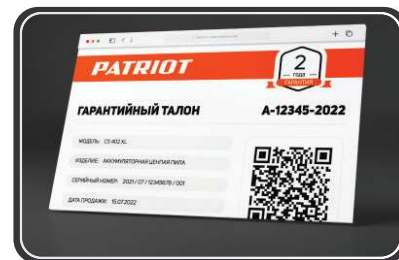 PATRIOT
2
ГОДА
ГАРАНТИЯ
ГАРАНТИЙНЫЙ ТАЛОН
A-12345-2022
МОДЕЛЬ: CS 402 XL
ИЗДЕЛИЕ: АККУМУЛЯТОРНАЯ ЦЕПНАЯ ПИЛА
СЕРИЙНЫЙ НОМЕР: 2021 / 07 / 12345678 / 001
ДАТА ПРОДАЖИ: 15.07.2022